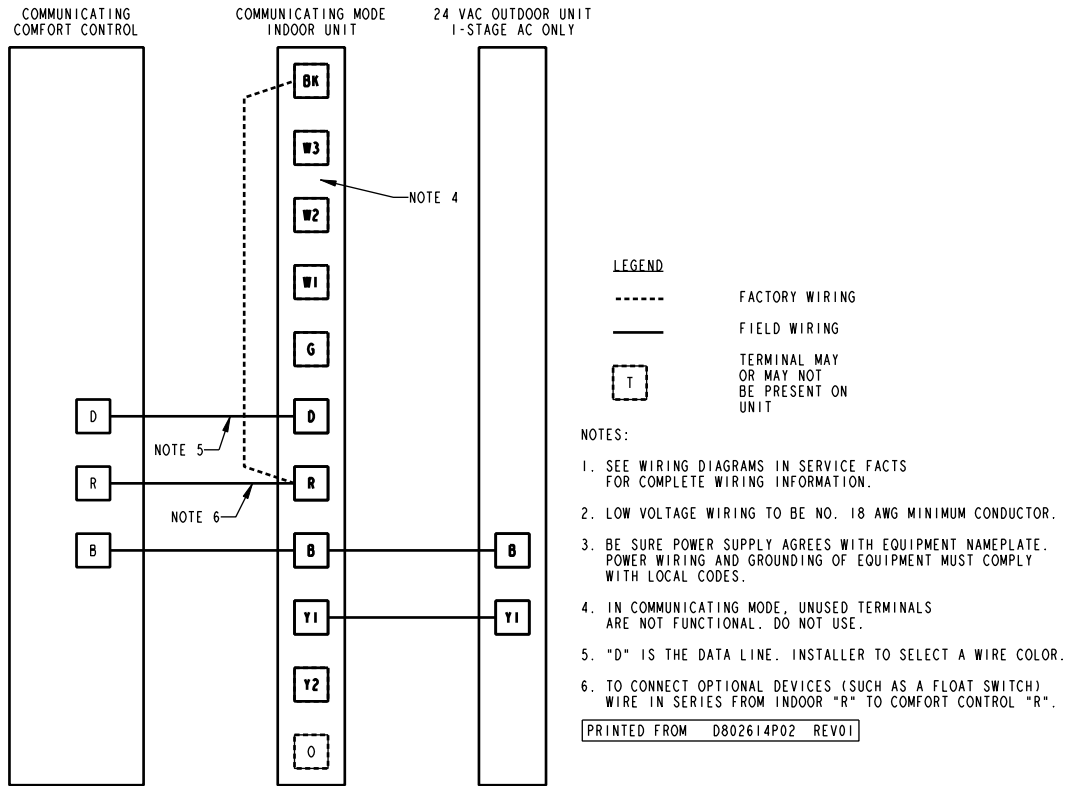 COMMUNICATING
COMFORT CONTROL
COMMUNICATING MODE
INDOOR UNIT
24 VAC OUTDOOR UNIT
1-STAGE AC ONLY
BK
W3
NOTE 4
W2
W1
G
D
D
NOTE 5
R
R
NOTE 6
B
B
B
Y1
Y1
Y2
O
LEGEND
FACTORY WIRING
FIELD WIRING
T
TERMINAL MAY
OR MAY NOT
BE PRESENT ON
UNIT
NOTES:
1. SEE WIRING DIAGRAMS IN SERVICE FACTS
FOR COMPLETE WIRING INFORMATION.
2. LOW VOLTAGE WIRING TO BE NO. 18 AWG MINIMUM CONDUCTOR.
3. BE SURE POWER SUPPLY AGREES WITH EQUIPMENT NAMEPLATE.
POWER WIRING AND GROUNDING OF EQUIPMENT MUST COMPLY
WITH LOCAL CODES.
4. IN COMMUNICATING MODE, UNUSED TERMINALS
ARE NOT FUNCTIONAL. DO NOT USE.
5. "D" IS THE DATA LINE. INSTALLER TO SELECT A WIRE COLOR.
6. TO CONNECT OPTIONAL DEVICES (SUCH AS A FLOAT SWITCH)
WIRE IN SERIES FROM INDOOR "R" TO COMFORT CONTROL "R".
PRINTED FROM D802614P02 REV01